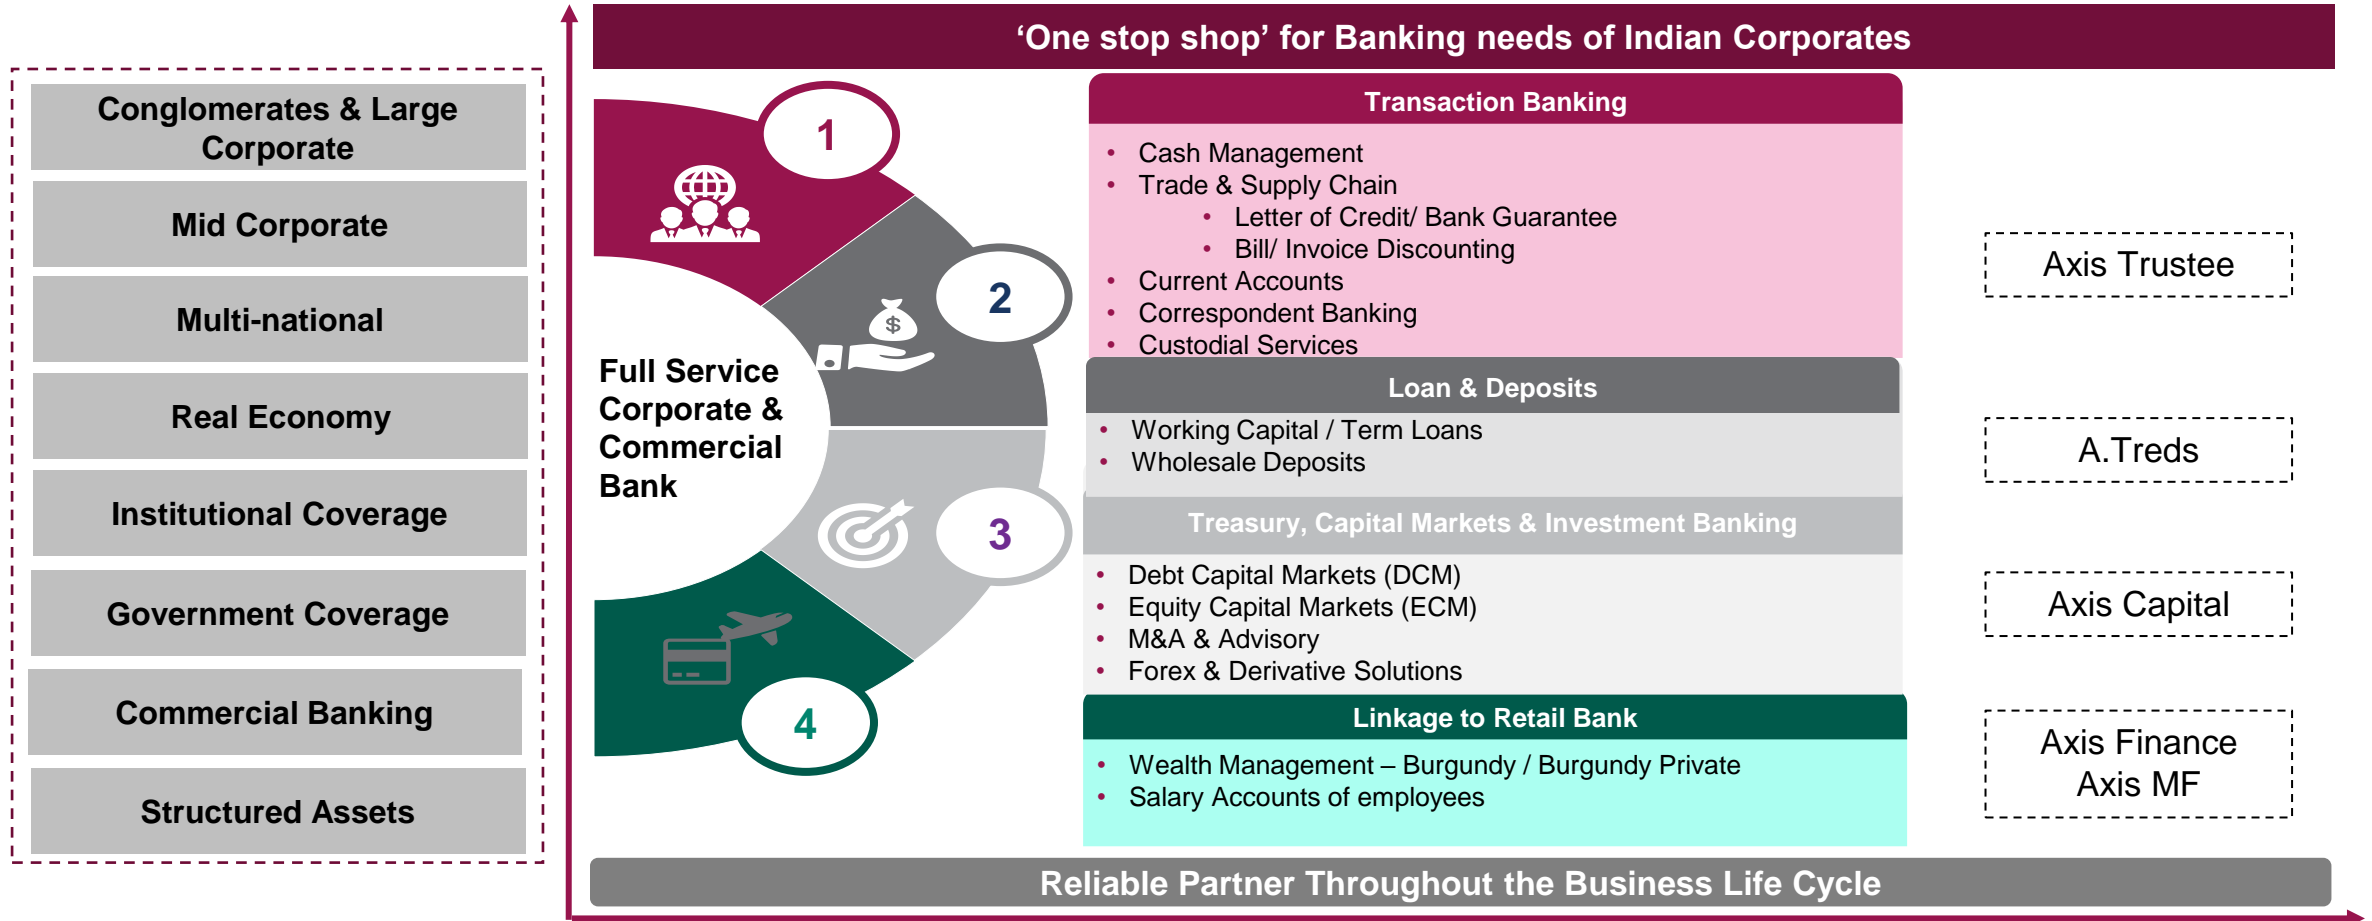 ‘One stop shop’ for Banking needs of Indian Corporates
Conglomerates & Large
Corporate
Mid Corporate
Multi-national
Real Economy
Institutional Coverage
Government Coverage
Commercial Banking
Structured Assets
Full Service
Corporate &
Commercial
Bank
1
2
$
3
4
Transaction Banking
• Cash Management
• Trade & Supply Chain
• Letter of Credit/ Bank Guarantee
• Bill/ Invoice Discounting
• Current Accounts
• Correspondent Banking
• Custodial Services
Loan & Deposits
• Working Capital / Term Loans
• Wholesale Deposits
Treasury, Capital Markets & Investment Banking
• Debt Capital Markets (DCM)
• Equity Capital Markets (ECM)
• M&A & Advisory
• Forex & Derivative Solutions
Linkage to Retail Bank
• Wealth Management – Burgundy / Burgundy Private
• Salary Accounts of employees
Axis Trustee
A.Treds
Axis Capital
Axis Finance
Axis MF
Reliable Partner Throughout the Business Life Cycle